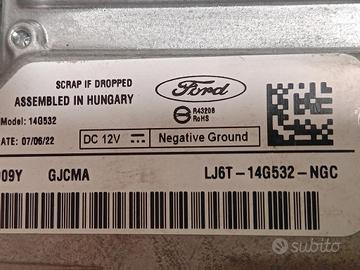 SCRAP IF DROPPED
ASSEMBLED IN HUNGARY
Ford
Model: 14G532
R43208
RoHS
DATE: 07/06/22
DC 12V
Negative Ground
09Y GJCMA LJ6T-14G532-NGC
subito